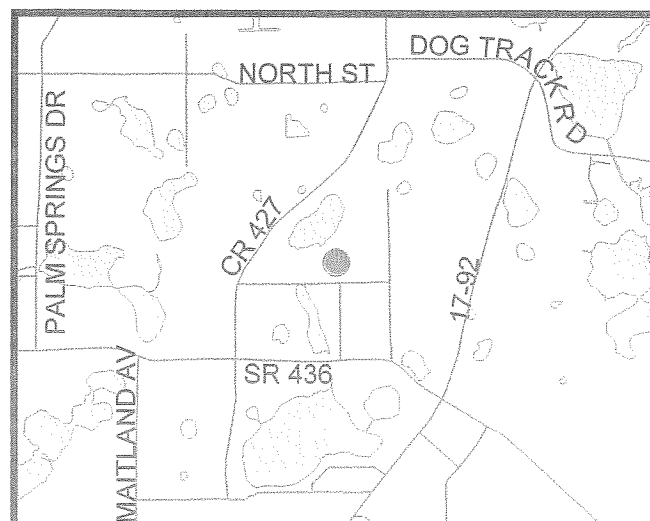 DOG TRACK RD
NORTH ST
PALM SPRINGS DR
CR 427
17-92
SR 436
MAITLAND AV